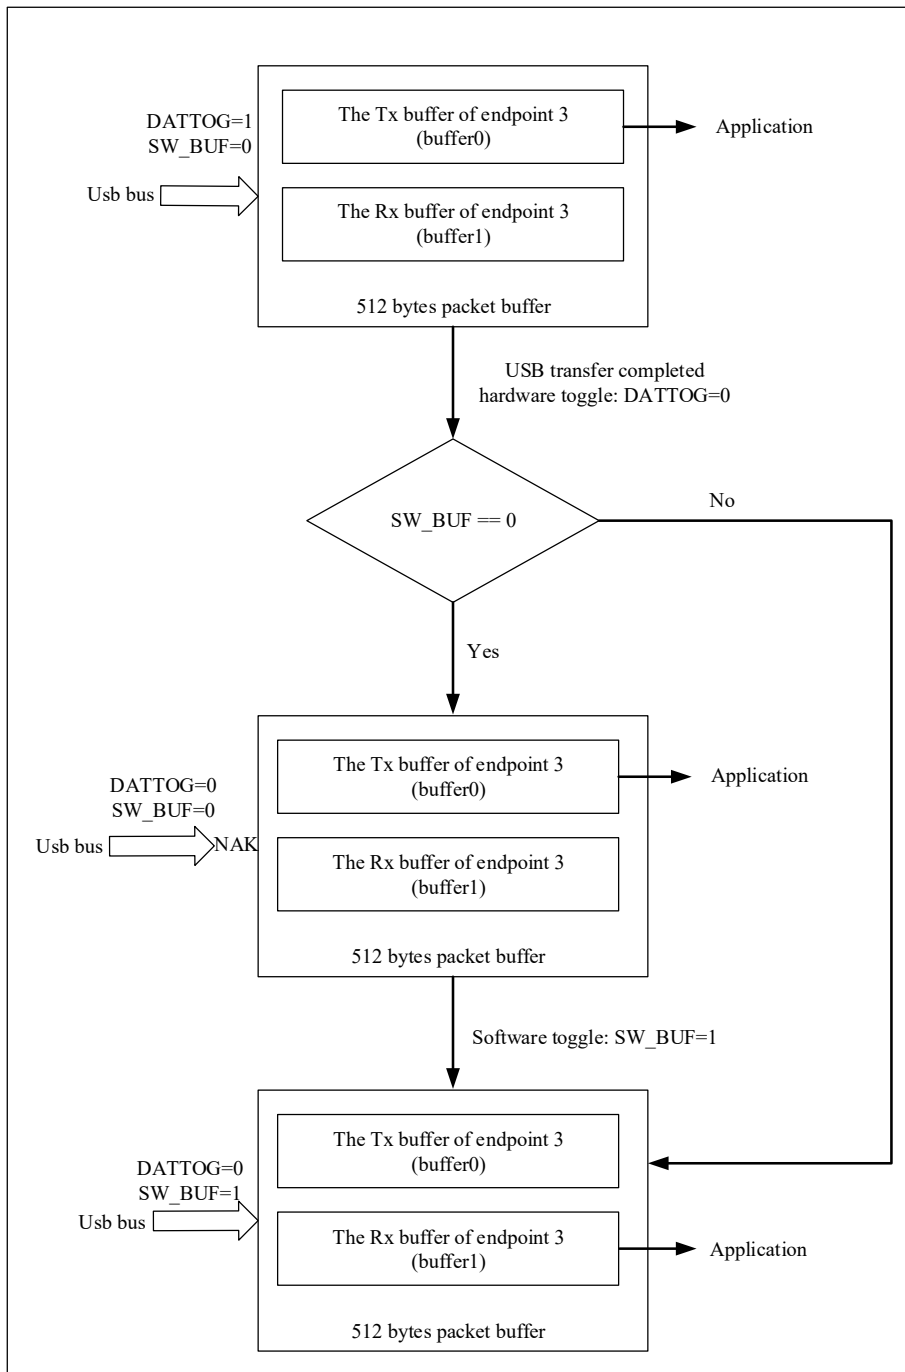 DATTOG=1
SW_BUF=0
Usb bus
The Tx buffer of endpoint 3
(buffer0)
Application
The Rx buffer of endpoint 3
(buffer1)
512 bytes packet buffer
USB transfer completed
hardware toggle: DATTOG=0
SW_BUF == 0
No
Yes
DATTOG=0
SW_BUF=0
Usb bus
NAK
The Tx buffer of endpoint 3
(buffer0)
Application
The Rx buffer of endpoint 3
(buffer1)
512 bytes packet buffer
Software toggle: SW_BUF=1
DATTOG=0
SW_BUF=1
Usb bus
The Tx buffer of endpoint 3
(buffer0)
The Rx buffer of endpoint 3
(buffer1)
Application
512 bytes packet buffer